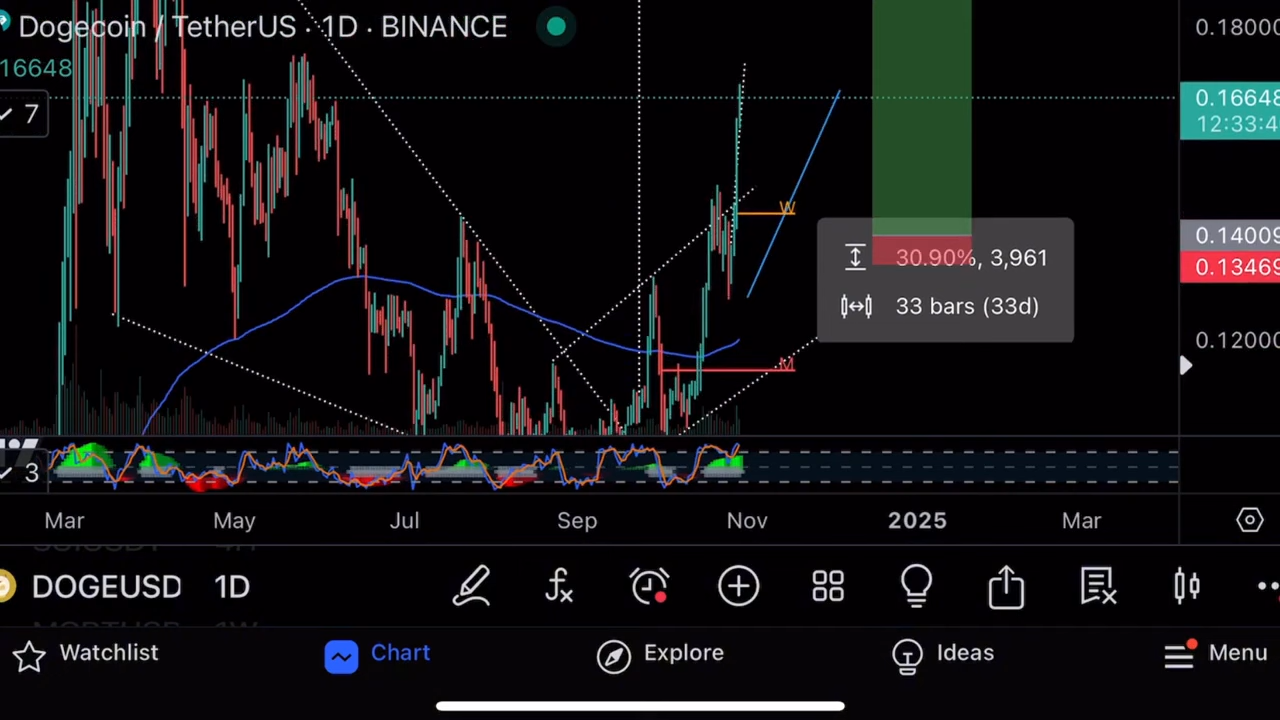 Dogecoin / TetherUS · 1D · BINANCE
16648
7
0.18000
0.16648
12:33:4
W
0.14009
0.13469
30.90%, 3,961
33 bars (33d)
0.12000
M
3
Mar May Jul Sep Nov 2025 Mar
DOGEUSD 1D
Watchlist Chart Explore Ideas Menu